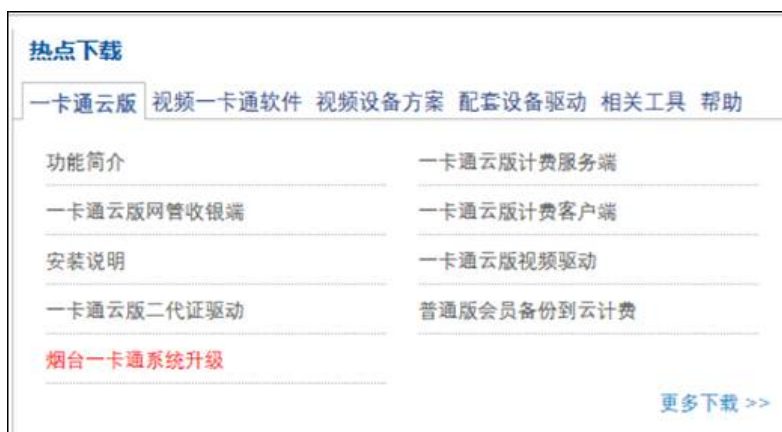 热点下载
一卡通云版 视频一卡通软件 视频设备方案 配套设备驱动 相关工具 帮助
功能简介 一卡通云版计费服务端
一卡通云版网管收银端 一卡通云版计费客户端
安装说明 一卡通云版视频驱动
一卡通云版二代证驱动 普通版会员备份到云计费
烟台一卡通系统升级
更多下载 >>